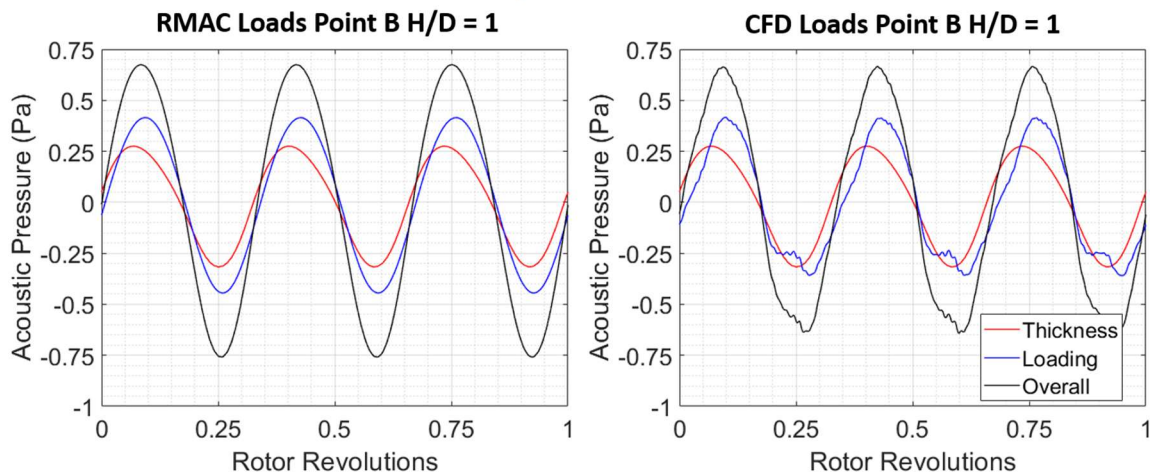 RMAC Loads Point B H/D = 1
0.75
0.5
0.25
0
-0.25
-0.5
-0.75
-1
Acoustic Pressure (Pa)
0
0.25
0.5
0.75
1
Rotor Revolutions
CFD Loads Point B H/D = 1
0.75
0.5
0.25
0
-0.25
-0.5
-0.75
-1
Acoustic Pressure (Pa)
Thickness
Loading
Overall
0
0.25
0.5
0.75
1
Rotor Revolutions